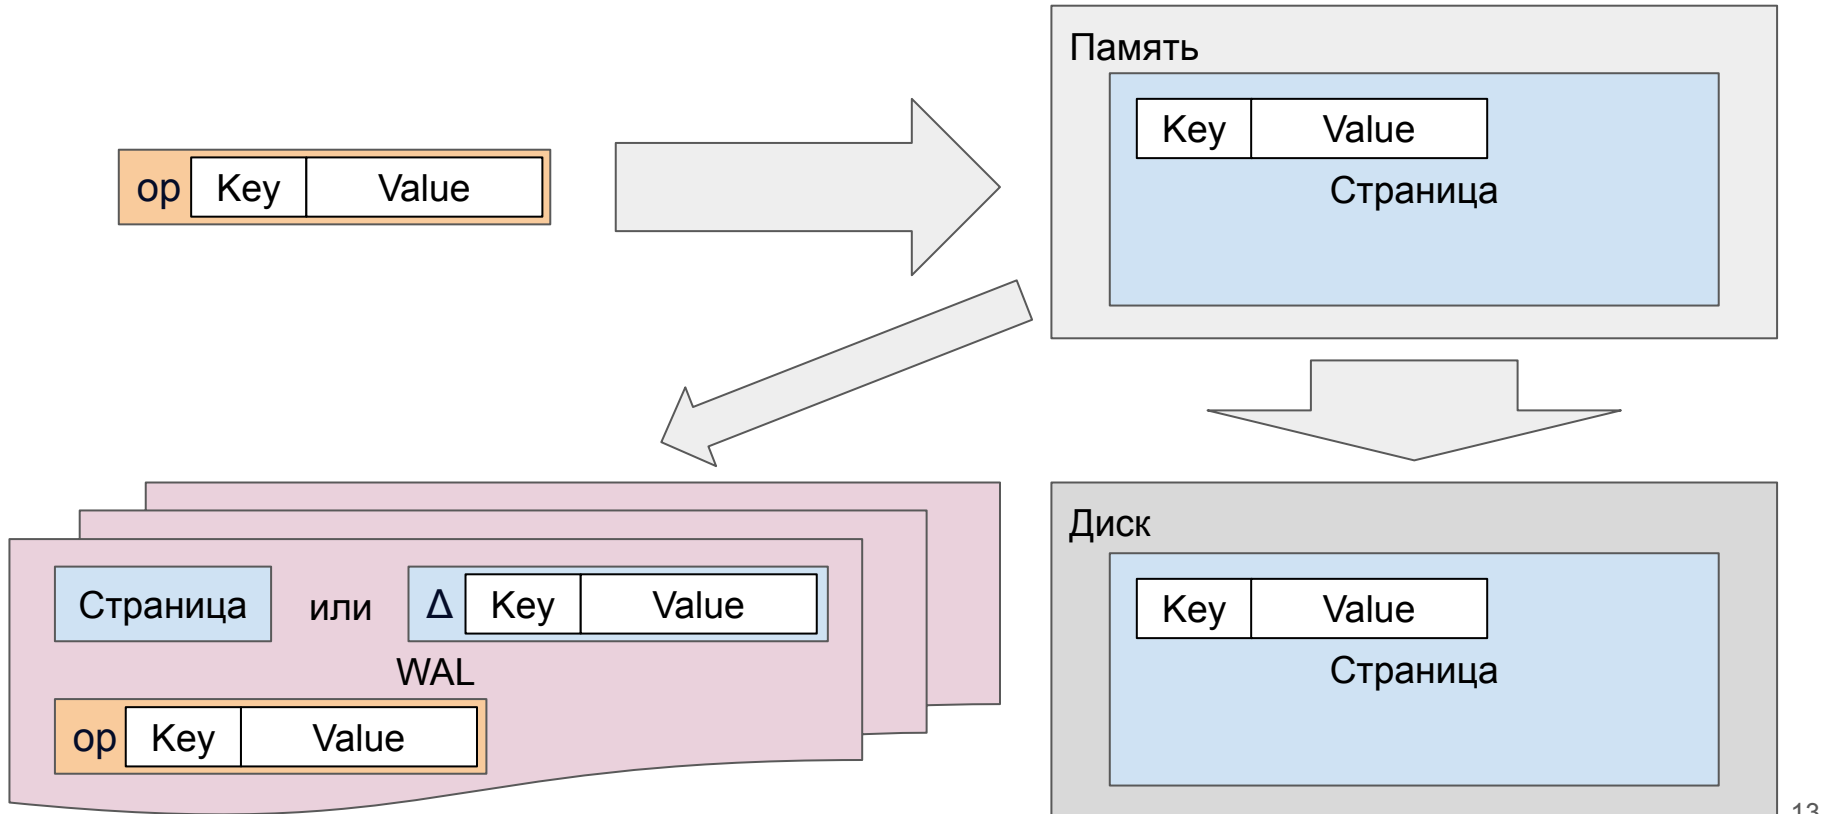 Память
Key Value
Страница
op Key Value
Диск
Key Value
Страница
Страница или Δ Key Value
WAL
op Key Value
13